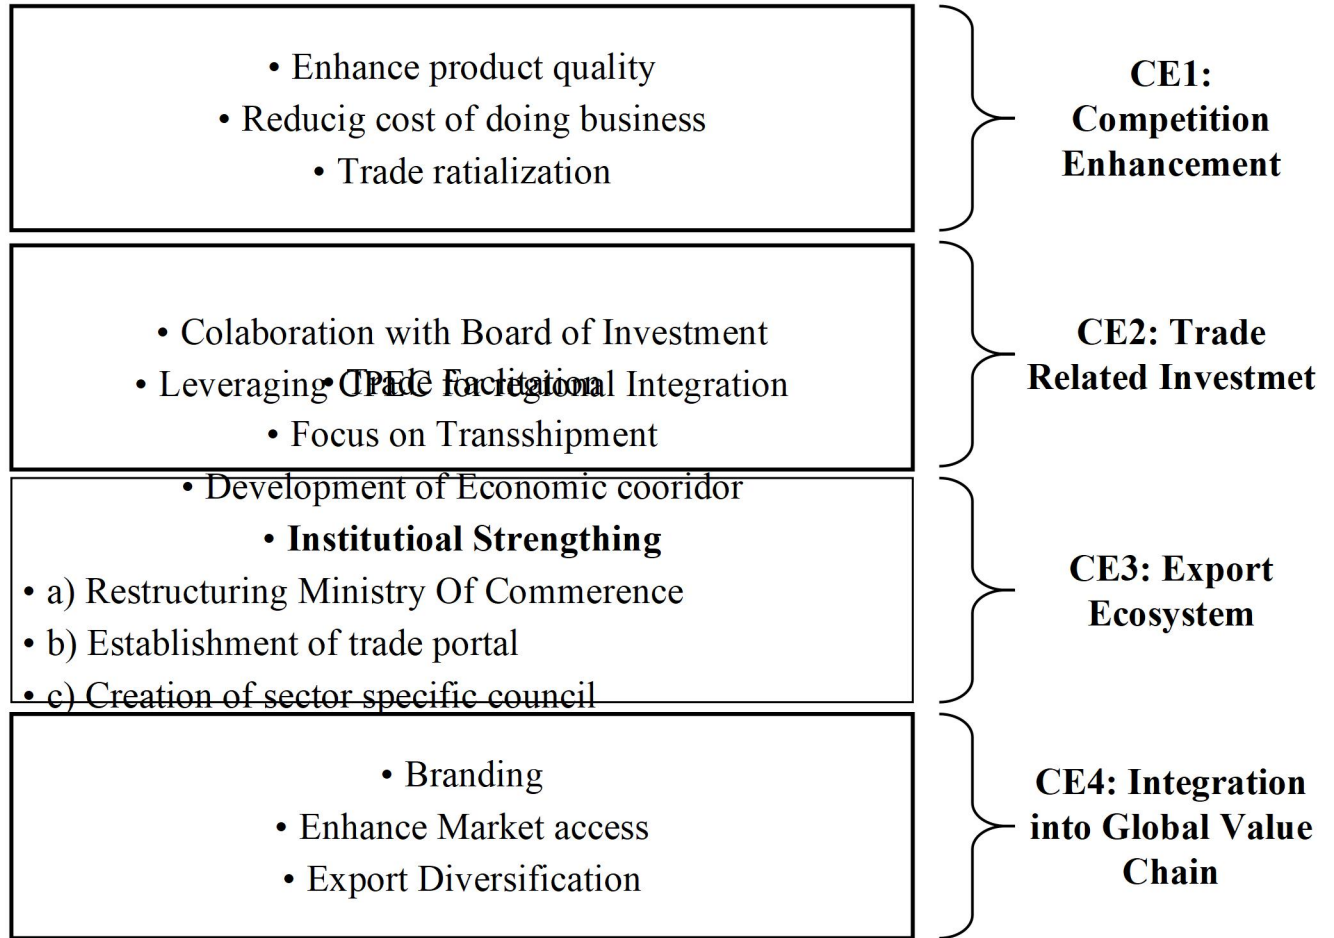 • Enhance product quality
• Reducig cost of doing business
• Trade ratialization
CE1:
Competition
Enhancement
• Colaboration with Board of Investment
• Leveraging CPEC for regional Integration
• Focus on Transshipment
CE2: Trade
Related Investmet
• Trade Faclitation
• Development of Economic cooridor
• Institutioal Strengthing
• a) Restructuring Ministry Of Commerence
• b) Establishment of trade portal
• c) Creation of sector specific council
CE3: Export
Ecosystem
• Branding
• Enhance Market access
• Export Diversification
CE4: Integration
into Global Value
Chain